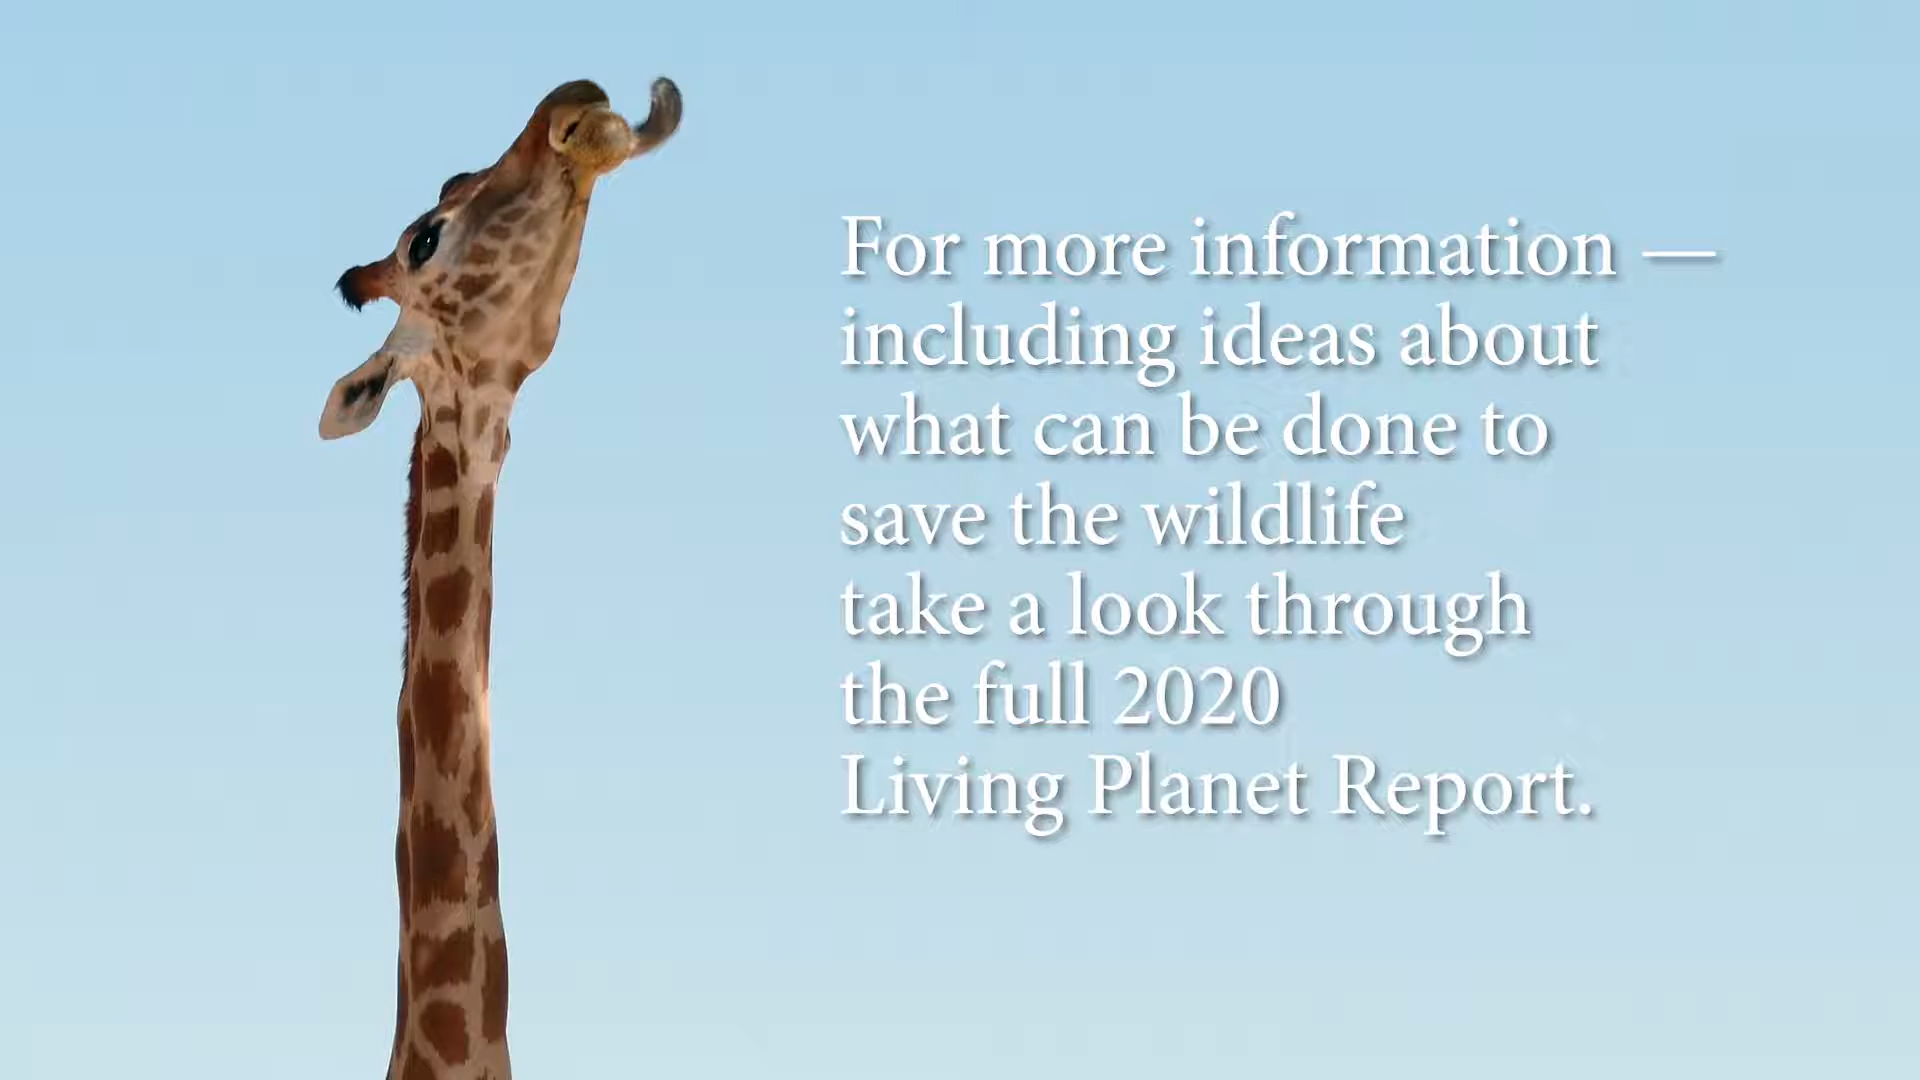 For more information —
including ideas about
what can be done to
save the wildlife
take a look through
the full 2020
Living Planet Report.